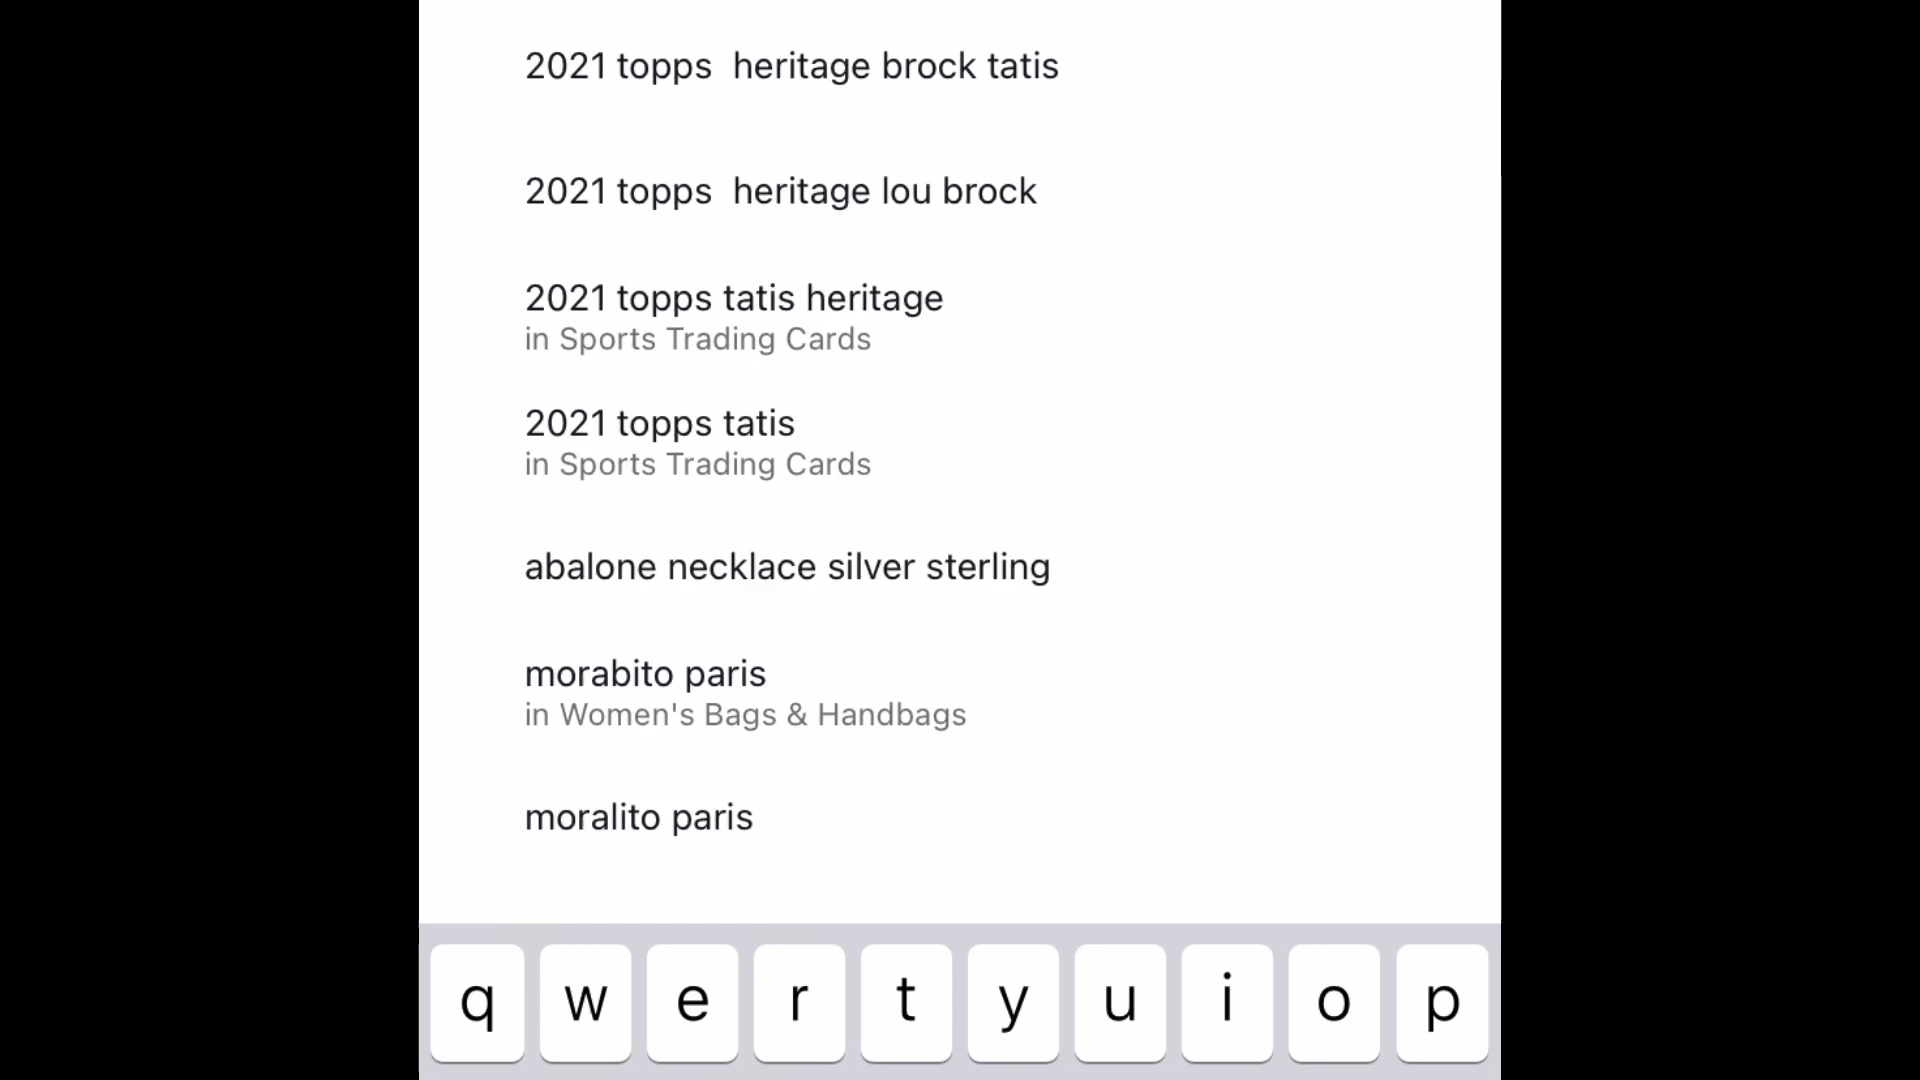 2021 topps  heritage brock tatis
2021 topps  heritage lou brock
2021 topps tatis heritage
in Sports Trading Cards
2021 topps tatis
in Sports Trading Cards
abalone necklace silver sterling
morabito paris
in Women's Bags & Handbags
moralito paris
q w e r t y u i o p